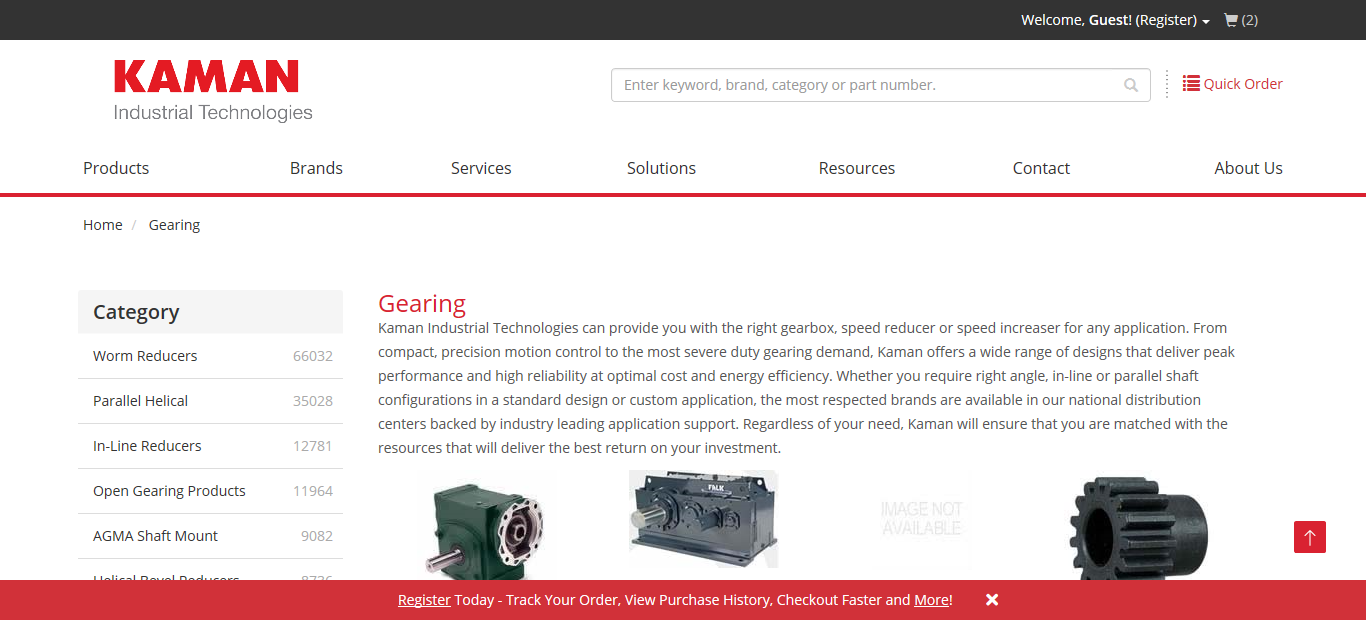 Welcome, Guest! (Register) (2)
KAMAN
Industrial Technologies
Enter keyword, brand, category or part number.
Quick Order
Products Brands Services Solutions Resources Contact About Us
Home / Gearing
Category
Worm Reducers 66032
Parallel Helical 35028
In-Line Reducers 12781
Open Gearing Products 11964
AGMA Shaft Mount 9082
Helical Bevel Reducers 8736
Gearing
Kaman Industrial Technologies can provide you with the right gearbox, speed reducer or speed increaser for any application. From
compact, precision motion control to the most severe duty gearing demand, Kaman offers a wide range of designs that deliver peak
performance and high reliability at optimal cost and energy efficiency. Whether you require right angle, in-line or parallel shaft
configurations in a standard design or custom application, the most respected brands are available in our national distribution
centers backed by industry leading application support. Regardless of your need, Kaman will ensure that you are matched with the
resources that will deliver the best return on your investment.
FALK
IMAGE NOT
AVAILABLE
Register Today - Track Your Order, View Purchase History, Checkout Faster and More!